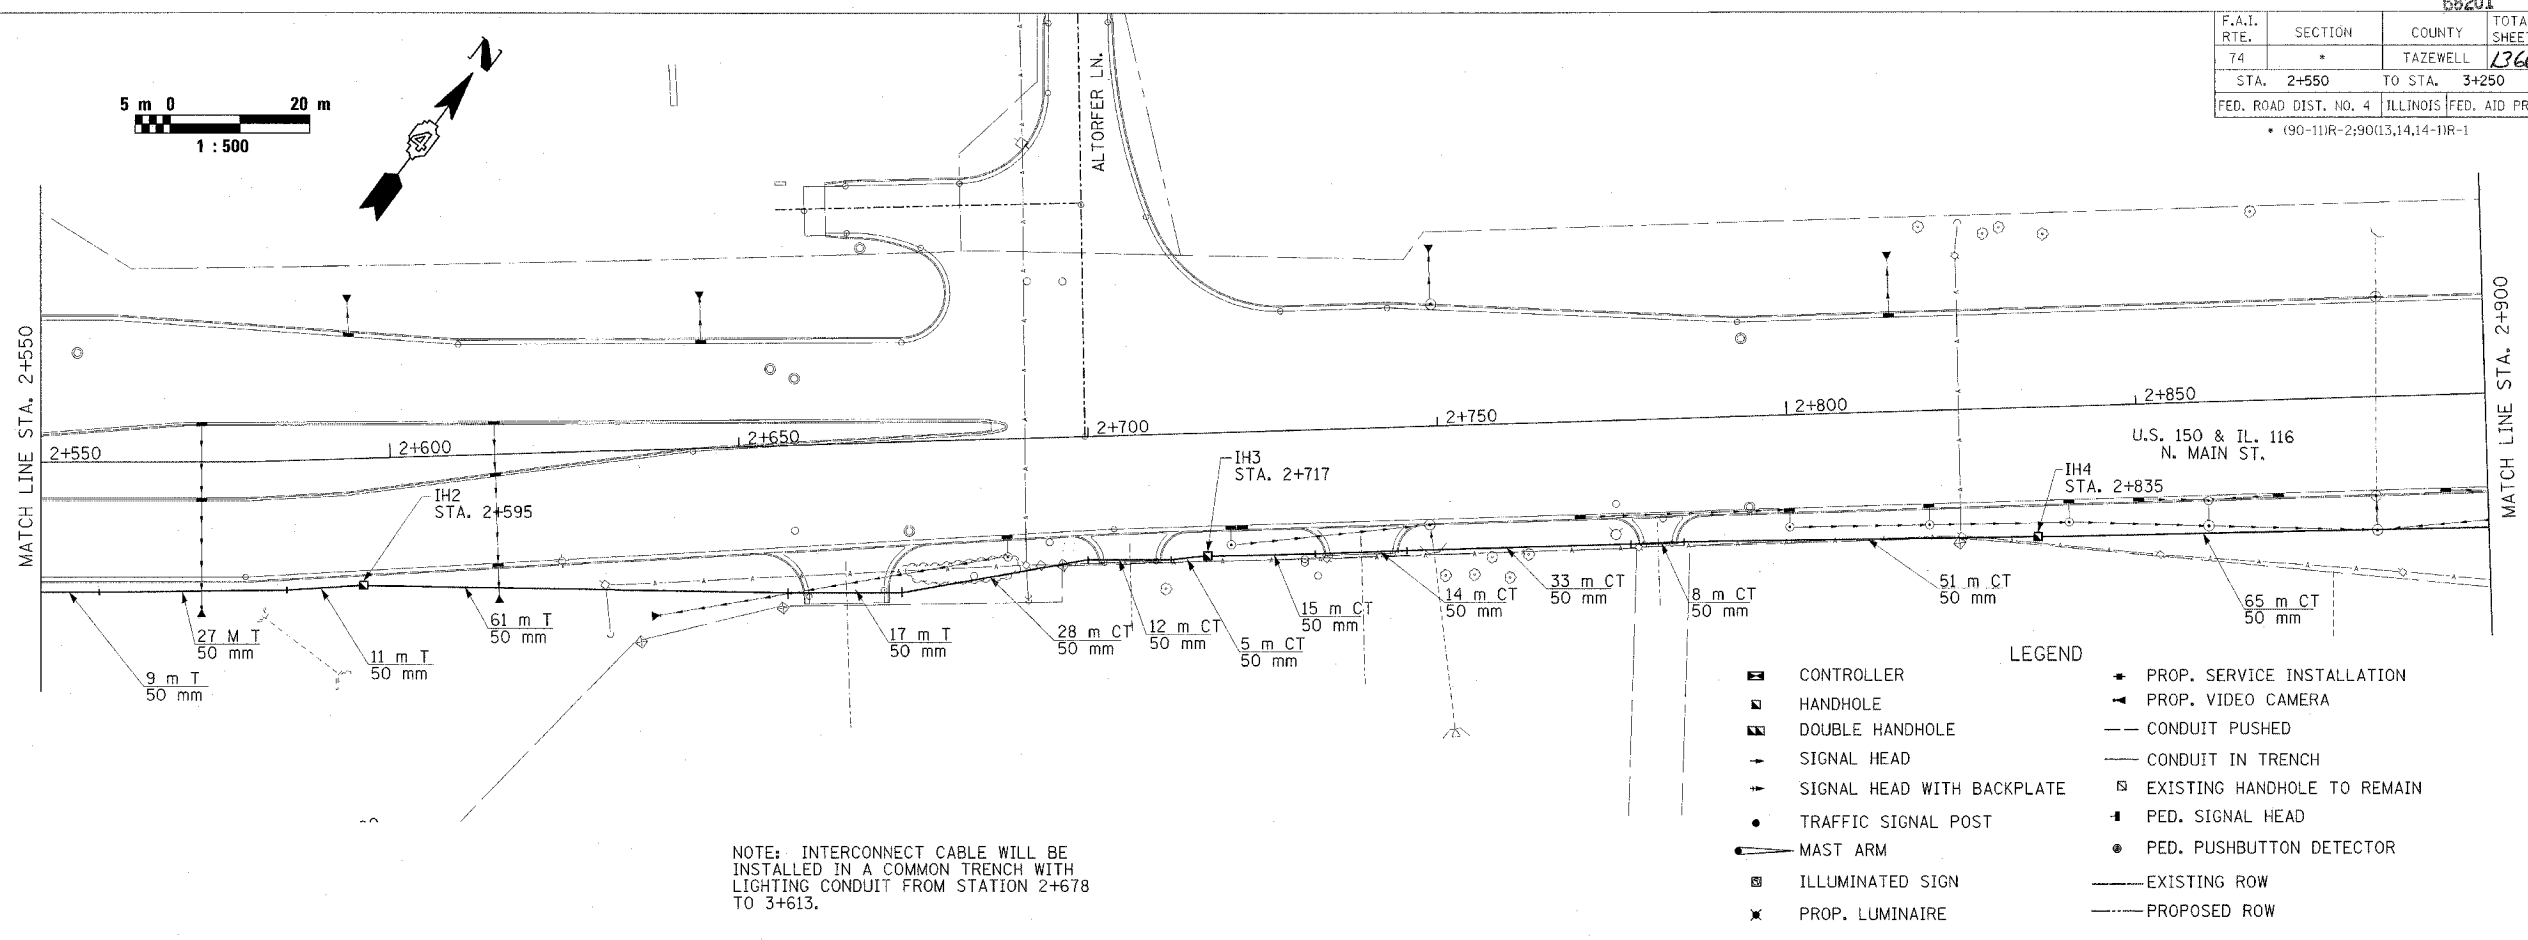 68201
F.A.I. RTE. SECTION COUNTY
74 * TAZEWELL
STA. 2+550 TO STA. 3+250
FED. ROAD DIST. NO. 4 ILLINOIS FED. AID
* (90-11)R-2;90(13,14,14-1)R-1
N
4
5 m 0 20 m
1 : 500
ALTORFER LN.
MATCH LINE STA. 2+550
MATCH LINE STA. 2+900
2+550
2+600
2+650
2+700
2+750
2+800
2+850
U.S. 150 & IL. 116
N. MAIN ST.
IH2
STA. 2+595
IH3
STA. 2+717
IH4
STA. 2+835
9 m T
50 mm
27 M T
50 mm
11 m T
50 mm
61 m T
50 mm
17 m T
50 mm
28 m CT
50 mm
12 m CT
50 mm
5 m CT
50 mm
15 m CT
50 mm
14 m CT
50 mm
33 m CT
50 mm
8 m CT
50 mm
51 m CT
50 mm
65 m CT
50 mm
NOTE: INTERCONNECT CABLE WILL BE
INSTALLED IN A COMMON TRENCH WITH
LIGHTING CONDUIT FROM STATION 2+678
TO 3+613.
LEGEND
CONTROLLER
HANDHOLE
DOUBLE HANDHOLE
SIGNAL HEAD
SIGNAL HEAD WITH BACKPLATE
TRAFFIC SIGNAL POST
MAST ARM
ILLUMINATED SIGN
PROP. LUMINAIRE
PROP. SERVICE INSTALLATION
PROP. VIDEO CAMERA
CONDUIT PUSHED
CONDUIT IN TRENCH
EXISTING HANDHOLE TO REMAIN
PED. SIGNAL HEAD
PED. PUSHBUTTON DETECTOR
EXISTING ROW
PROPOSED ROW